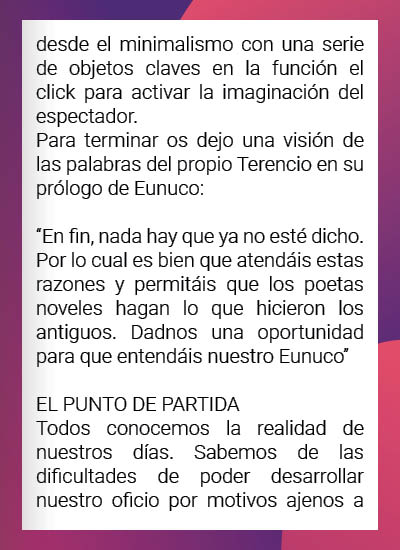 desde el minimalismo con una serie
de objetos claves en la función el
click para activar la imaginación del
espectador.
Para terminar os dejo una visión de
las palabras del propio Terencio en su
prólogo de Eunuco:
“En fin, nada hay que ya no esté dicho.
Por lo cual es bien que atendáis estas
razones y permitáis que los poetas
noveles hagan lo que hicieron los
antiguos. Dadnos una oportunidad
para que entendáis nuestro Eunuco”
EL PUNTO DE PARTIDA
Todos conocemos la realidad de
nuestros días. Sabemos de las
dificultades de poder desarrollar
nuestro oficio por motivos ajenos a